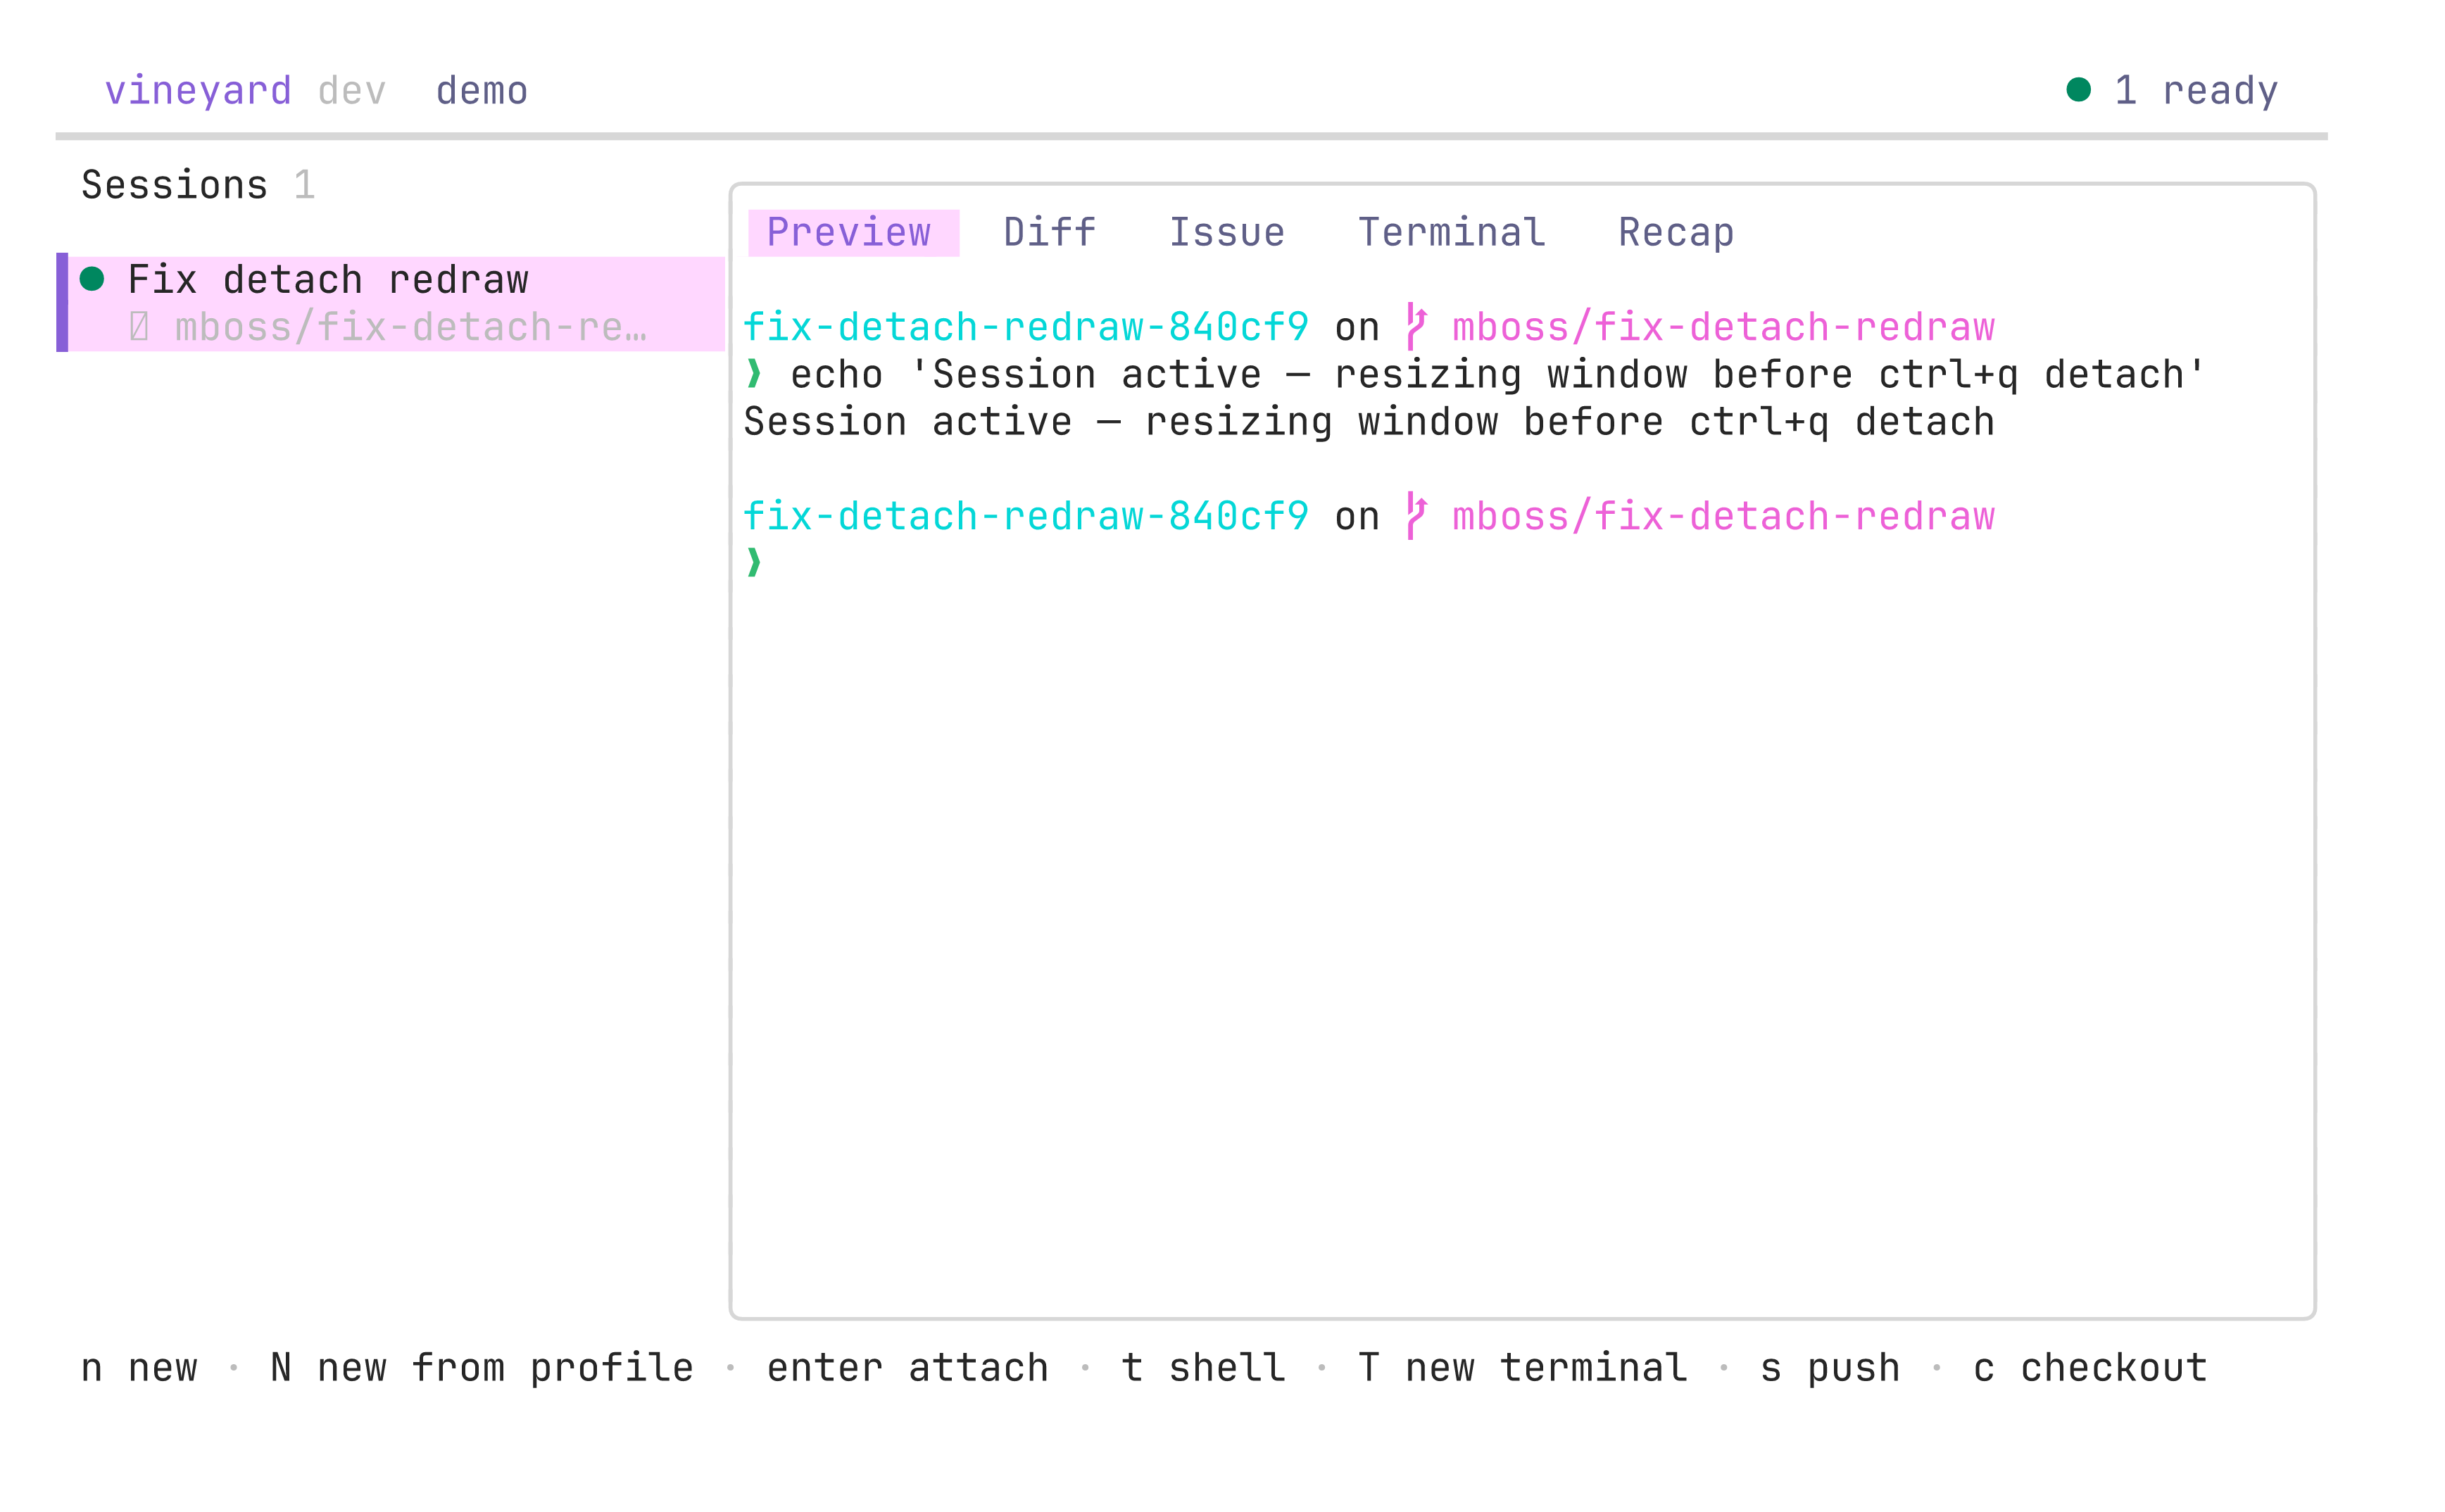 vineyard dev demo ● 1 ready
Sessions 1
Preview Diff Issue Terminal Recap
● Fix detach redraw
mboss/fix-detach-re…
fix-detach-redraw-840cf9 on mboss/fix-detach-redraw
❯ echo 'Session active — resizing window before ctrl+q detach'
Session active — resizing window before ctrl+q detach
fix-detach-redraw-840cf9 on mboss/fix-detach-redraw
❯
n new • N new from profile • enter attach • t shell • T new terminal • s push • c checkout